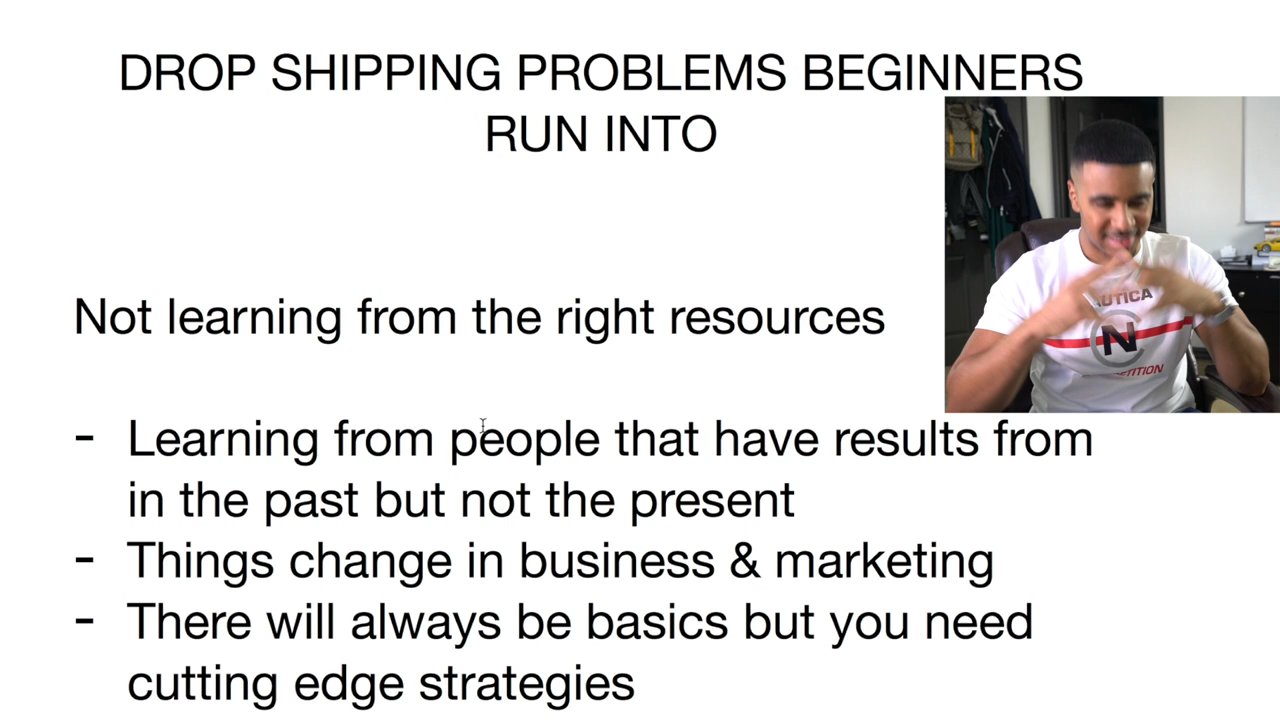 DROP SHIPPING PROBLEMS BEGINNERS
RUN INTO
Not learning from the right resources
- Learning from people that have results from
in the past but not the present
- Things change in business & marketing
- There will always be basics but you need
cutting edge strategies
AUTICA
N